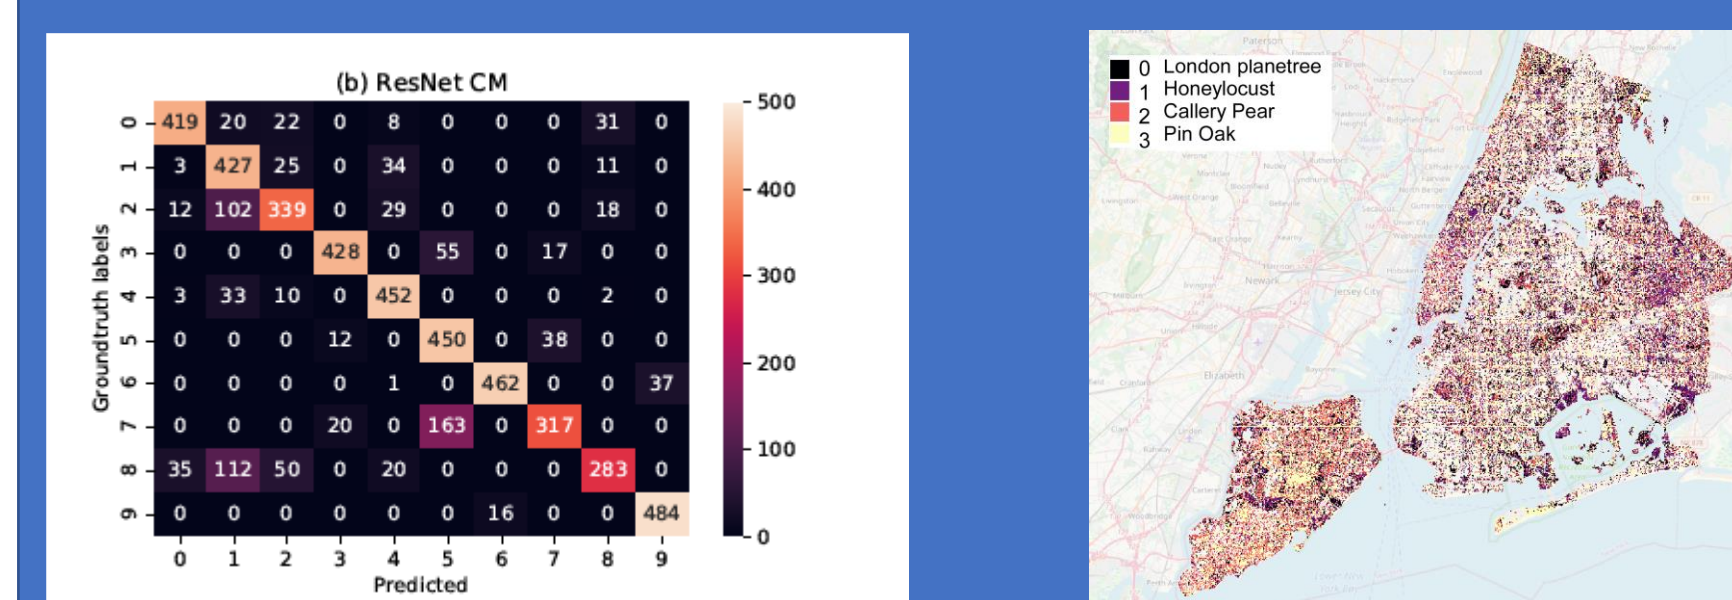 (b) ResNet CM
Groundtruth labels
0 419 20 22 0 8 0 0 0 31 0
1 3 427 25 0 34 0 0 0 11 0
2 12 102 339 0 29 0 0 0 18 0
3 0 0 0 428 0 55 0 17 0 0
4 3 33 10 0 452 0 0 0 2 0
5 0 0 0 12 0 450 0 38 0 0
6 0 0 0 0 1 0 462 0 0 37
7 0 0 0 20 0 163 0 317 0 0
8 35 112 50 0 20 0 0 0 283 0
9 0 0 0 0 0 0 16 0 0 484
0 1 2 3 4 5 6 7 8 9
Predicted
500
400
300
200
100
0
0 London planetree
1 Honeylocust
2 Callery Pear
3 Pin Oak
Paterson
Jersey City
Newark
Elizabeth